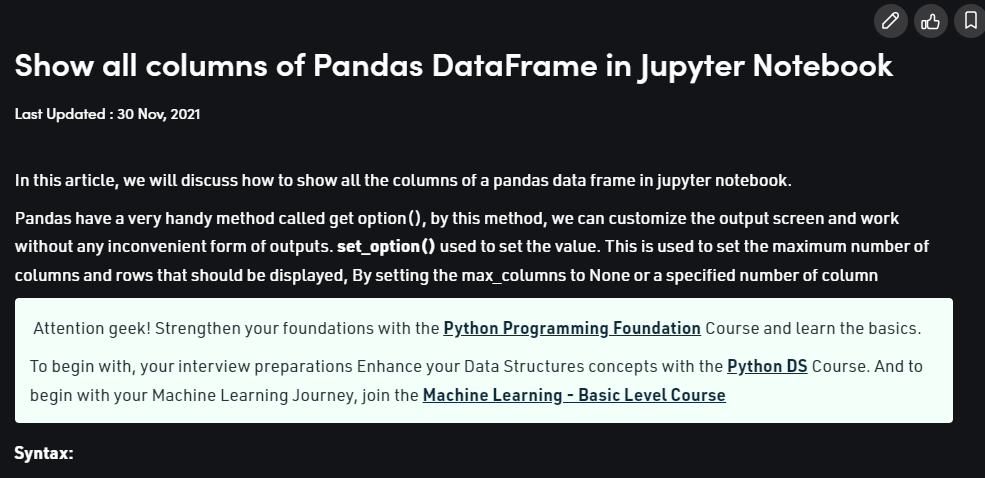 Show all columns of Pandas DataFrame in Jupyter Notebook
Last Updated : 30 Nov, 2021
In this article, we will discuss how to show all the columns of a pandas data frame in jupyter notebook.
Pandas have a very handy method called get option(), by this method, we can customize the output screen and work
without any inconvenient form of outputs. set_option() used to set the value. This is used to set the maximum number of
columns and rows that should be displayed, By setting the max_columns to None or a specified number of column
Attention geek! Strengthen your foundations with the Python Programming Foundation Course and learn the basics.
To begin with, your interview preparations Enhance your Data Structures concepts with the Python DS Course. And to
begin with your Machine Learning Journey, join the Machine Learning - Basic Level Course
Syntax: